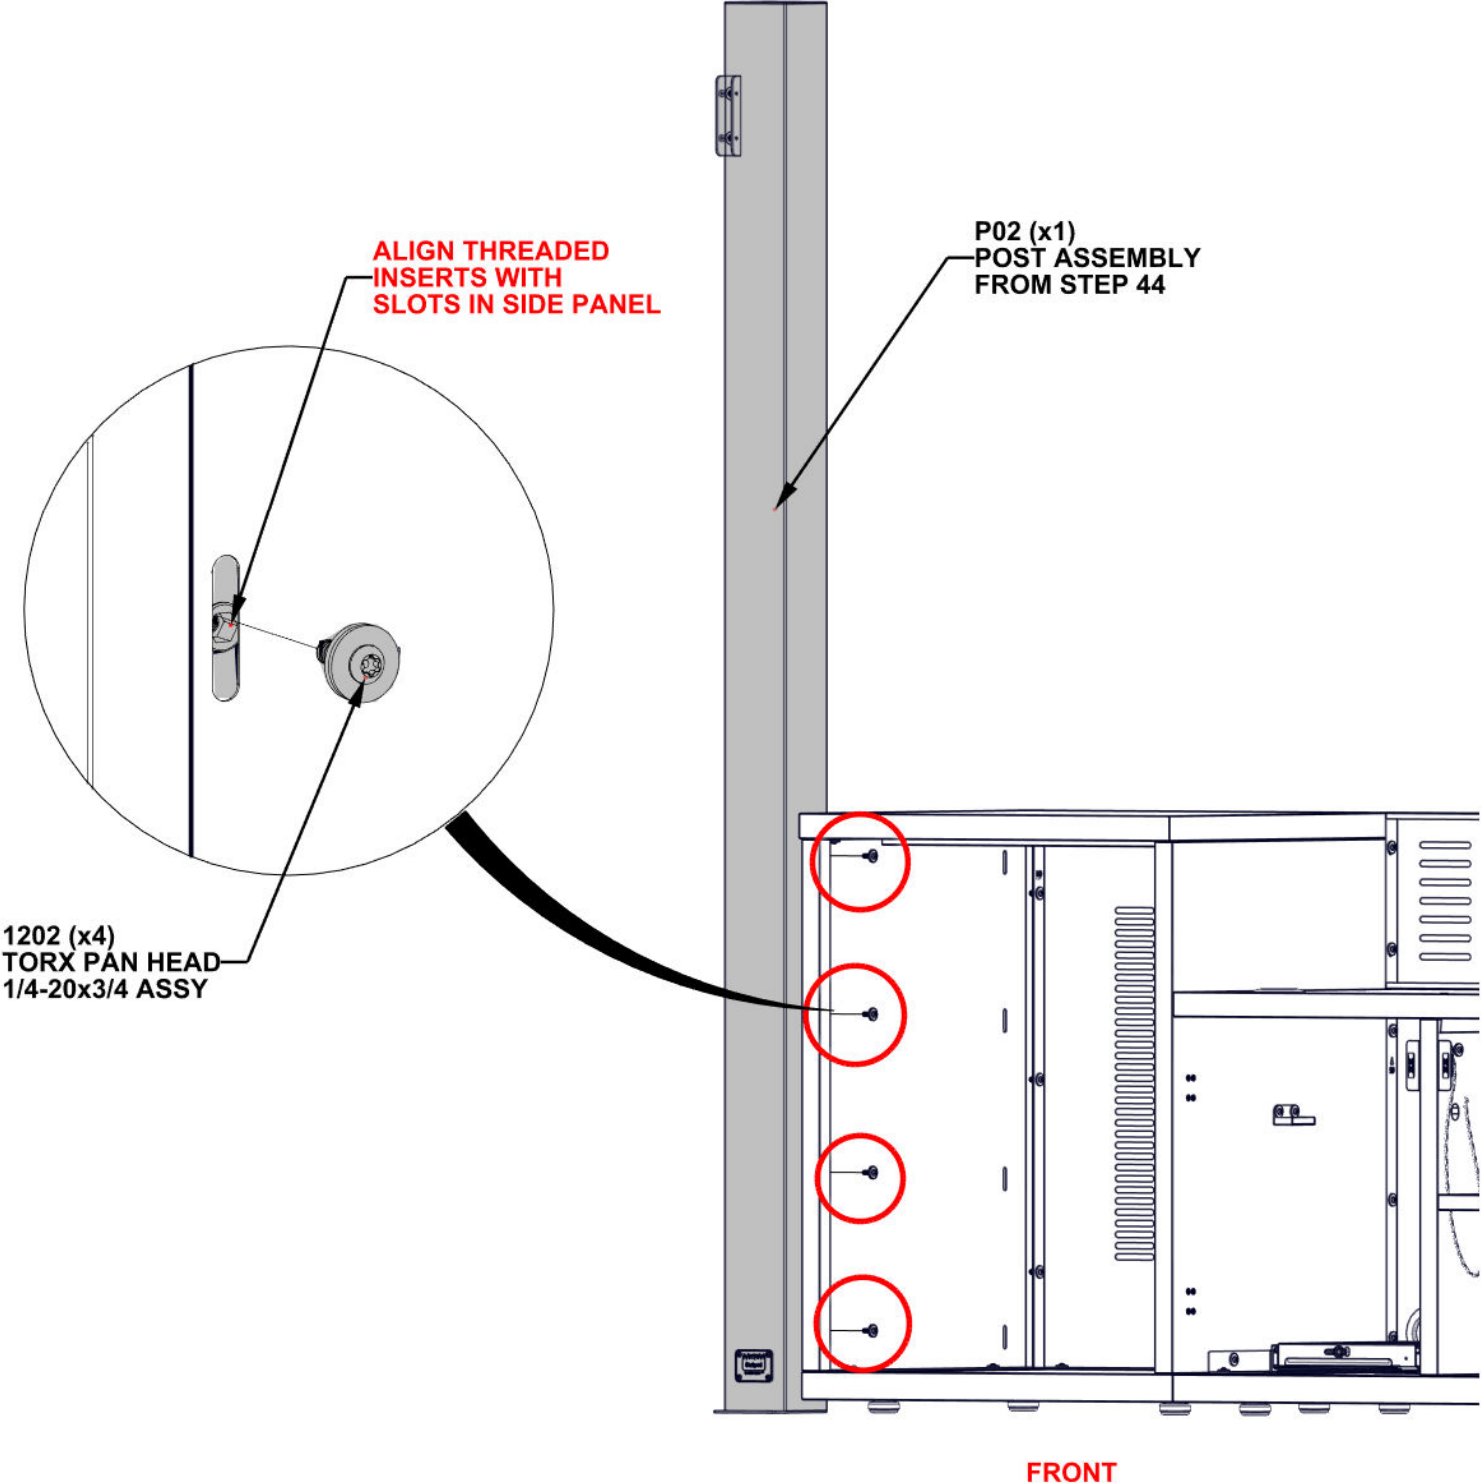 P02 (x1)
POST ASSEMBLY
FROM STEP 44
ALIGN THREADED
INSERTS WITH
SLOTS IN SIDE PANEL
1202 (x4)
TORX PAN HEAD
1/4-20x3/4 ASSY
FRONT